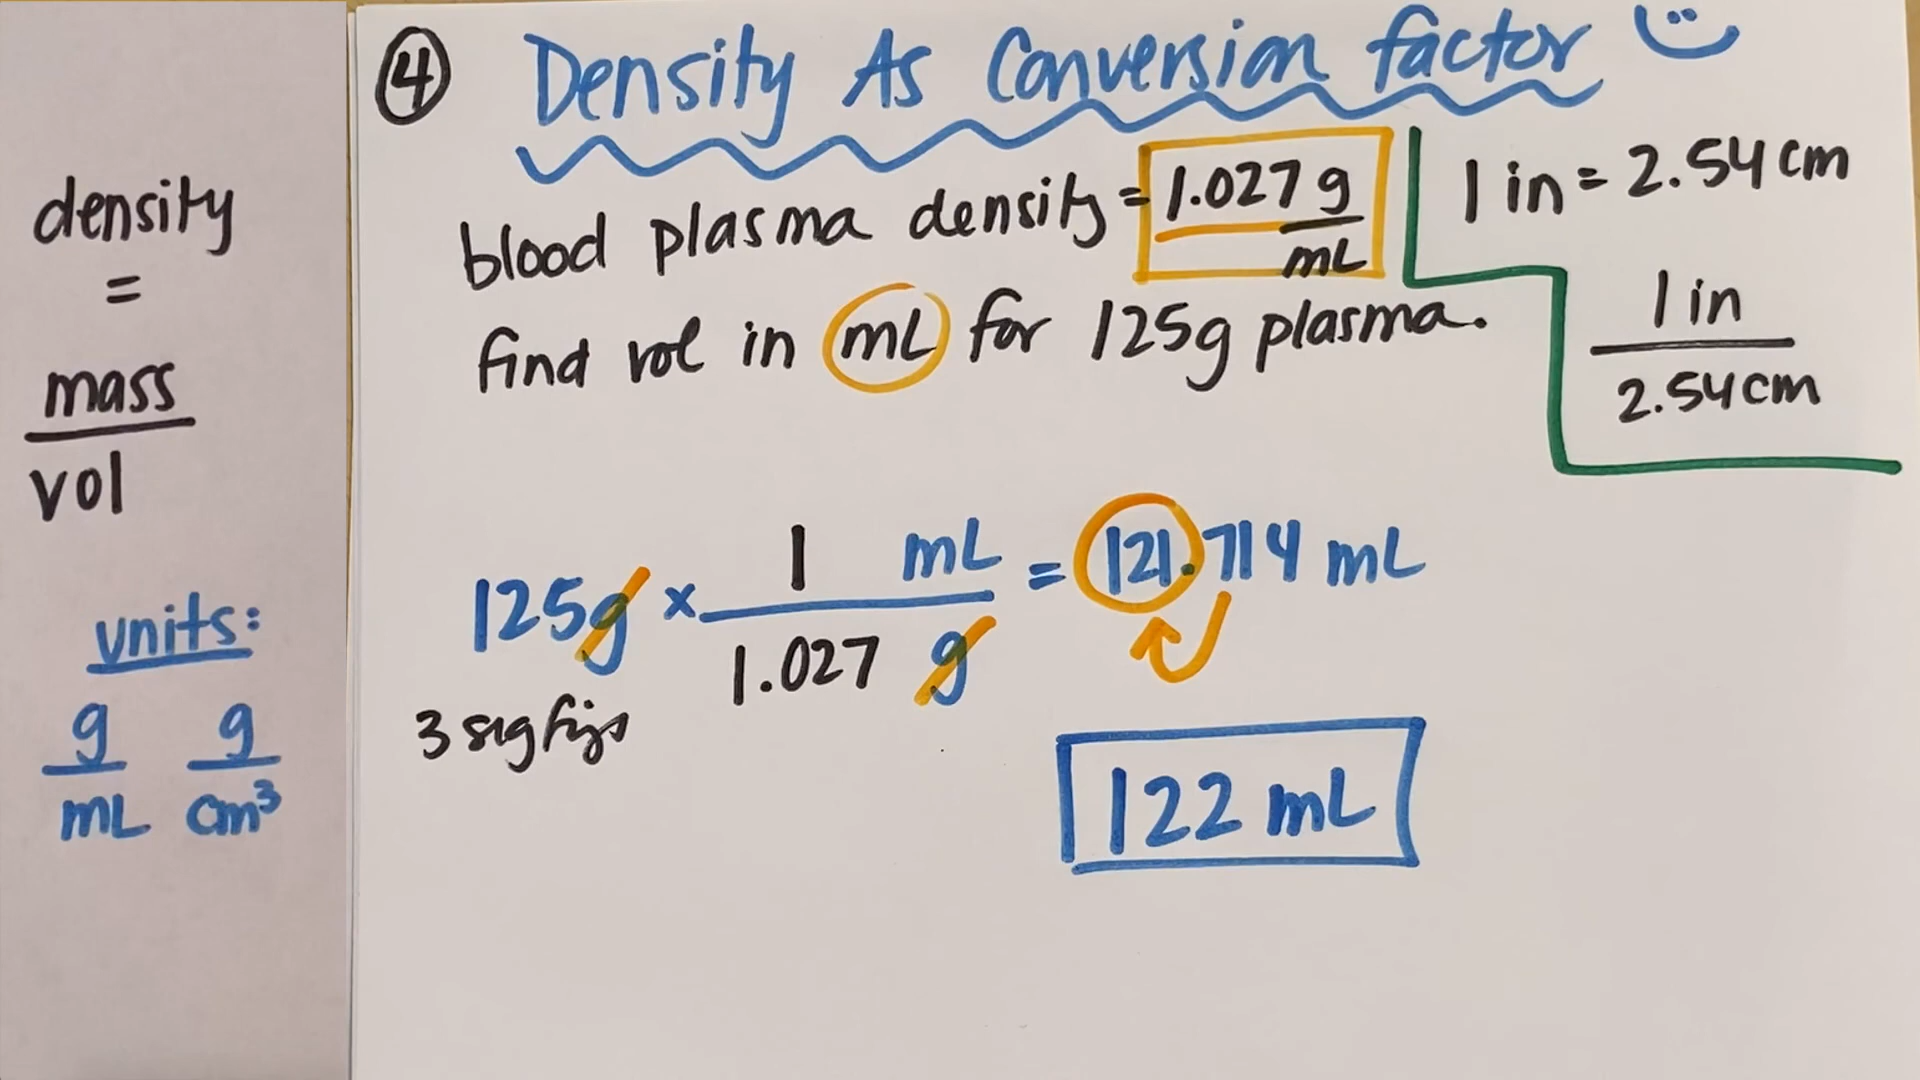 density
=
mass
vol
units:
g g
mL cm³
④ Density As Conversion factor
blood plasma density = 1.027 g
mL
find vol in mL for 125g plasma.
1 in = 2.54 cm
1 in
2.54 cm
125g × 1 mL = 121.714 mL
1.027 g
3 sig figs
122 mL